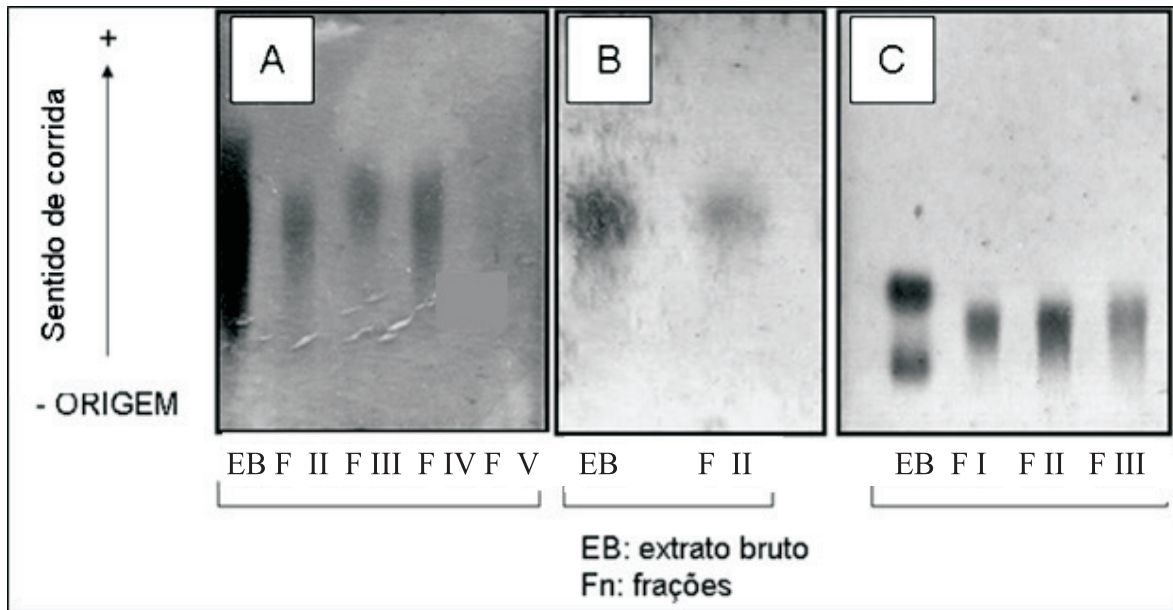 +
Sentido de corrida
- ORIGEM
A
B
C
EB F II F III F IV F V
EB F II
EB F I F II F III
EB: extrato bruto
Fn: frações